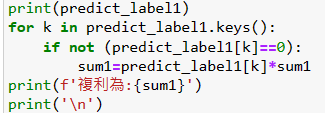 print(predict_label1)
for k in predict_label1.keys():
    if not (predict_label1[k]==0):
        sum1=predict_label1[k]*sum1
print(f'複利為:{sum1}')
print('\n')